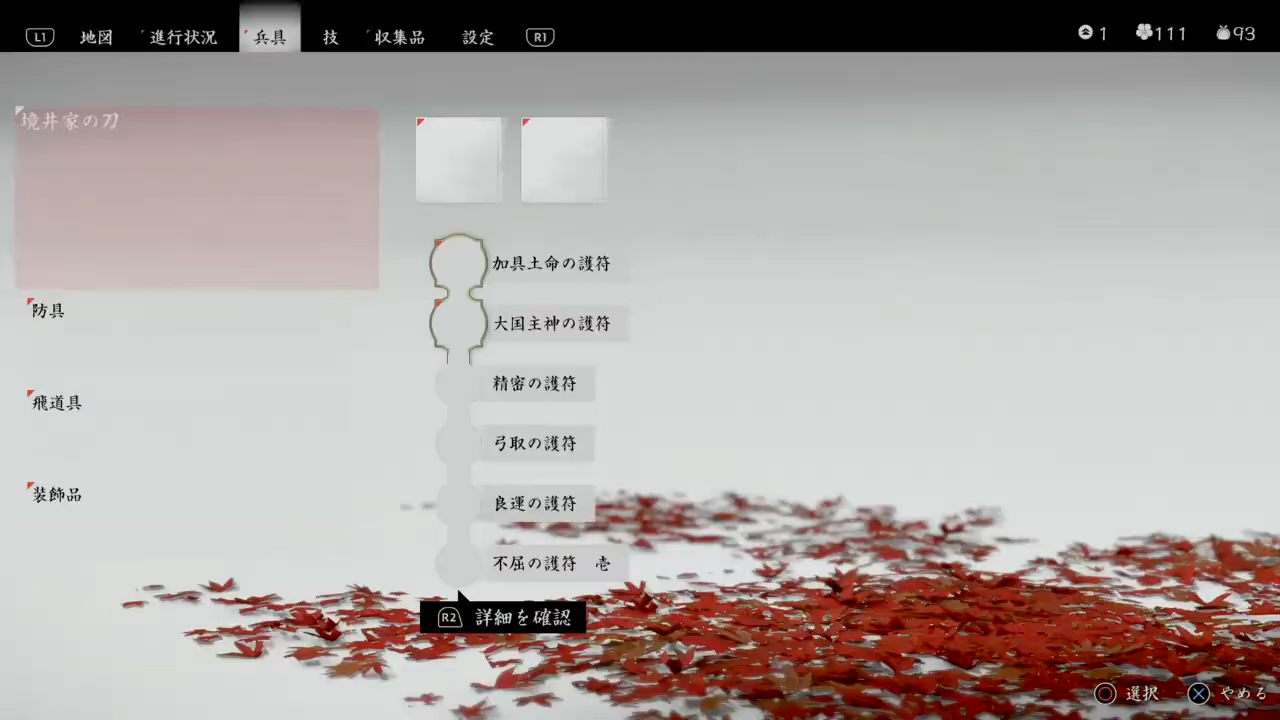 L1 地図 進行状況 兵具 技 収集品 設定 R1
1 111 93
境井家の刀
防具
飛道具
装飾品
加具土命の護符
大国主神の護符
精密の護符
弓取の護符
良運の護符
不屈の護符 壱
R2 詳細を確認
選択 やめる